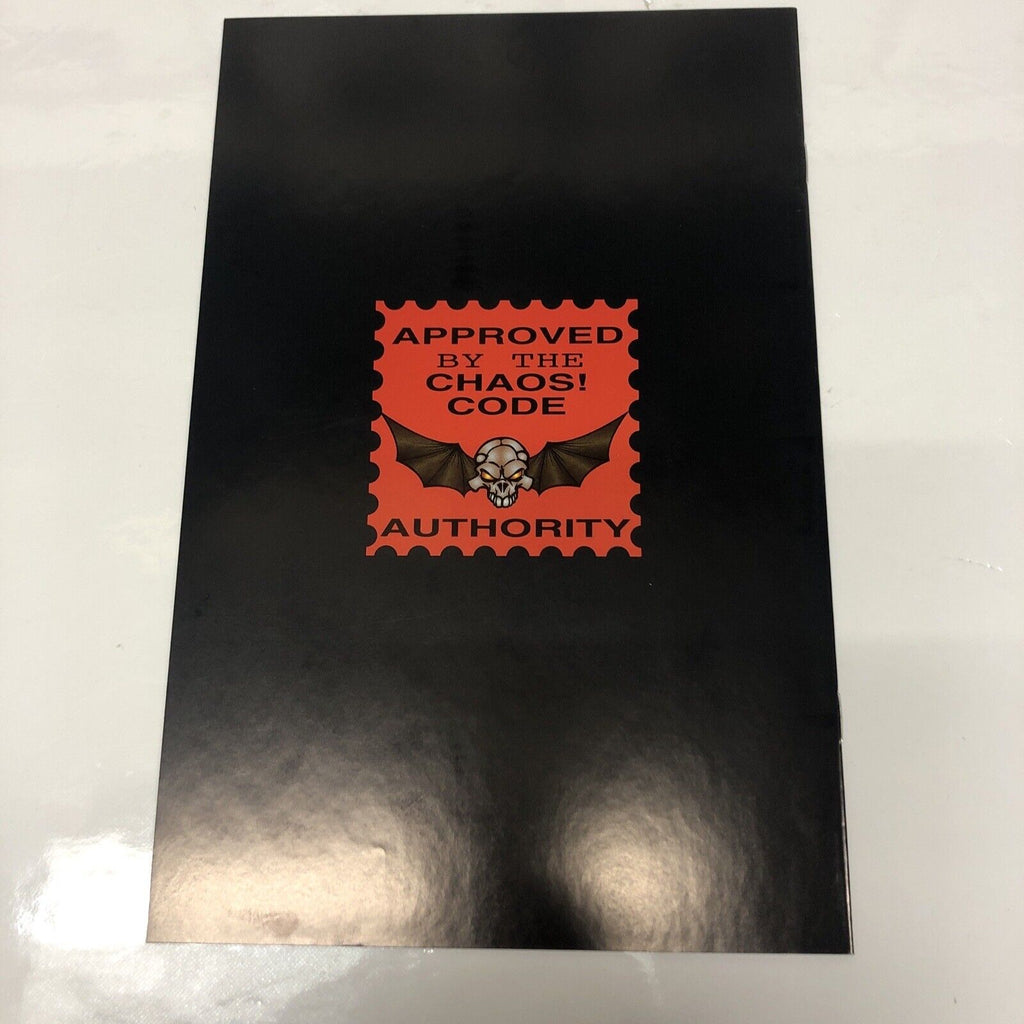 APPROVED
BY THE
CHAOS!
CODE
AUTHORITY